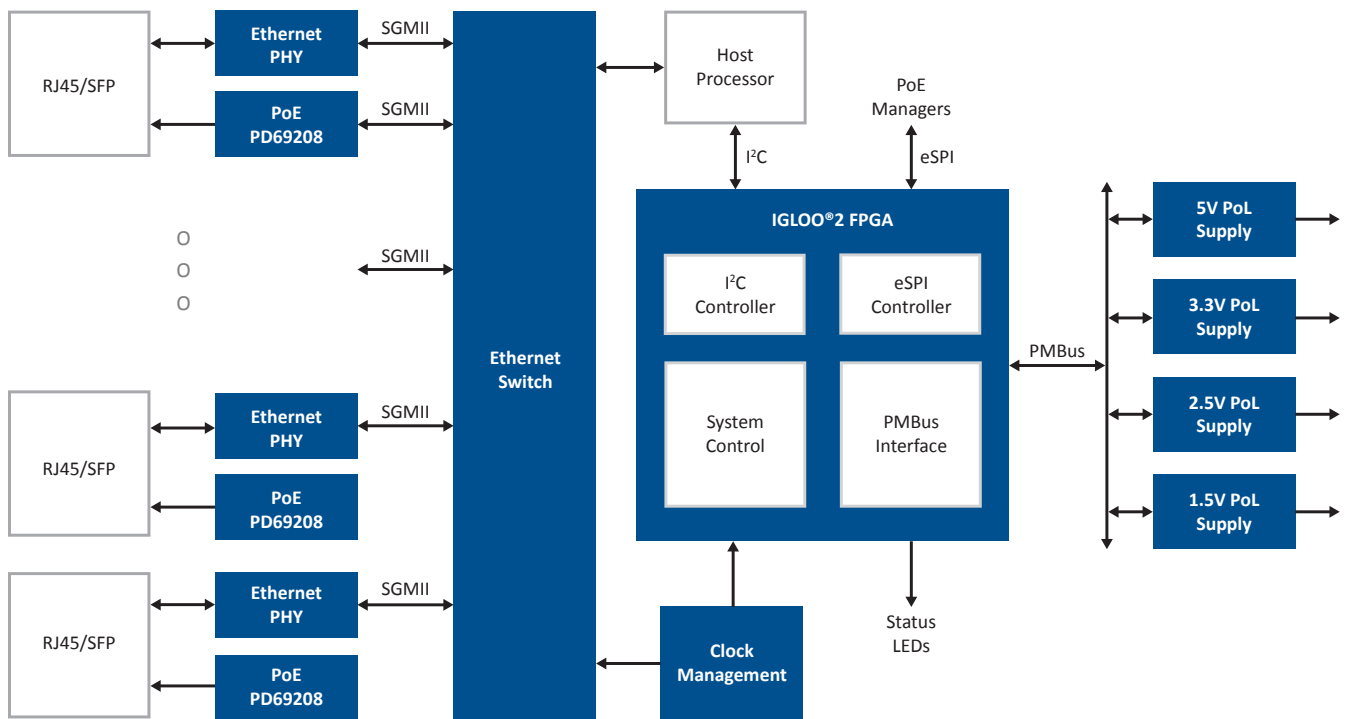 RJ45/SFP
Ethernet
PHY
SGMII
PoE
PD69208
SGMII
O
O
O
SGMII
RJ45/SFP
Ethernet
PHY
SGMII
PoE
PD69208
RJ45/SFP
Ethernet
PHY
SGMII
PoE
PD69208
Ethernet
Switch
Host
Processor
I²C
PoE
Managers
eSPI
IGLOO®2 FPGA
I²C
Controller
eSPI
Controller
System
Control
PMBus
Interface
Clock
Management
Status
LEDs
PMBus
5V PoL
Supply
3.3V PoL
Supply
2.5V PoL
Supply
1.5V PoL
Supply